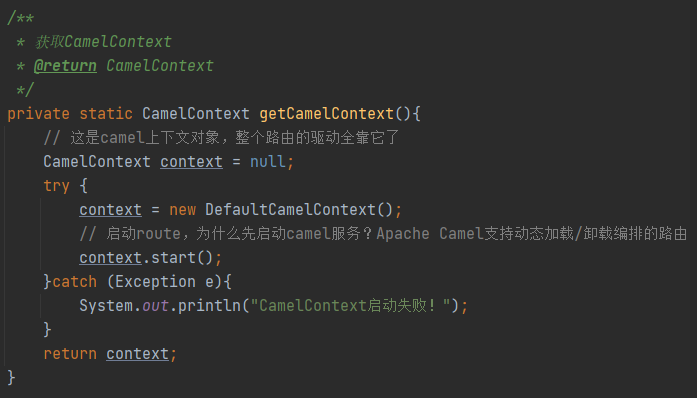 /**
 * 获取CamelContext
 * @return CamelContext
 */
private static CamelContext getCamelContext(){
    // 这是camel上下文对象，整个路由的驱动全靠它了
    CamelContext context = null;
    try {
        context = new DefaultCamelContext();
        // 启动route，为什么先启动camel服务？Apache Camel支持动态加载/卸载编排的路由
        context.start();
    }catch (Exception e){
        System.out.println("CamelContext启动失败！");
    }
    return context;
}